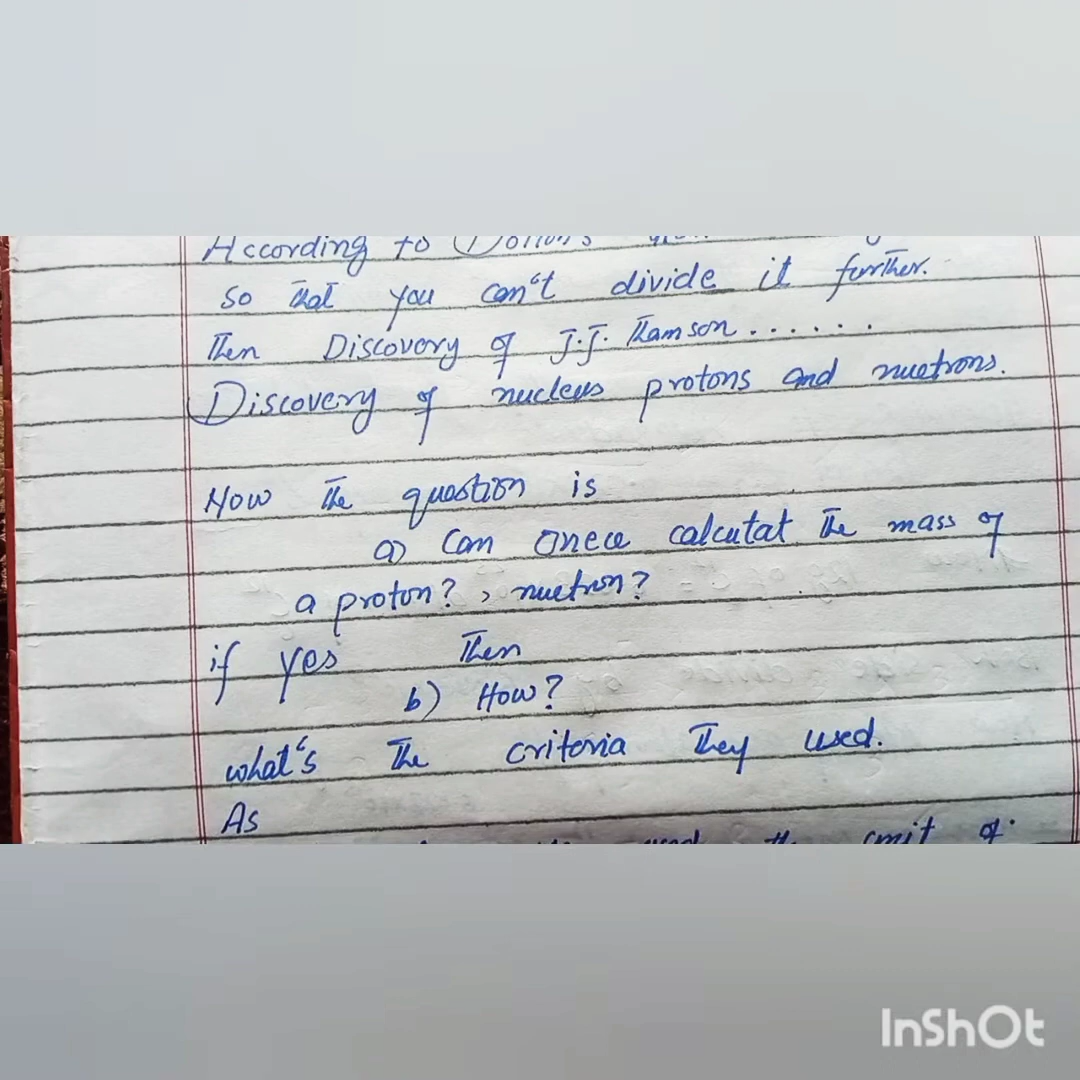 According to
so that you can't divide it further.
Then Discovery of J.J. Thamson......
Discovery of nucleus protons and nuetrons.
Now the question is
a) Can onece calcutat the mass of
a proton?, nuetron?
if yes then
b) How?
what's the criteria they used.
As
of
InShOt